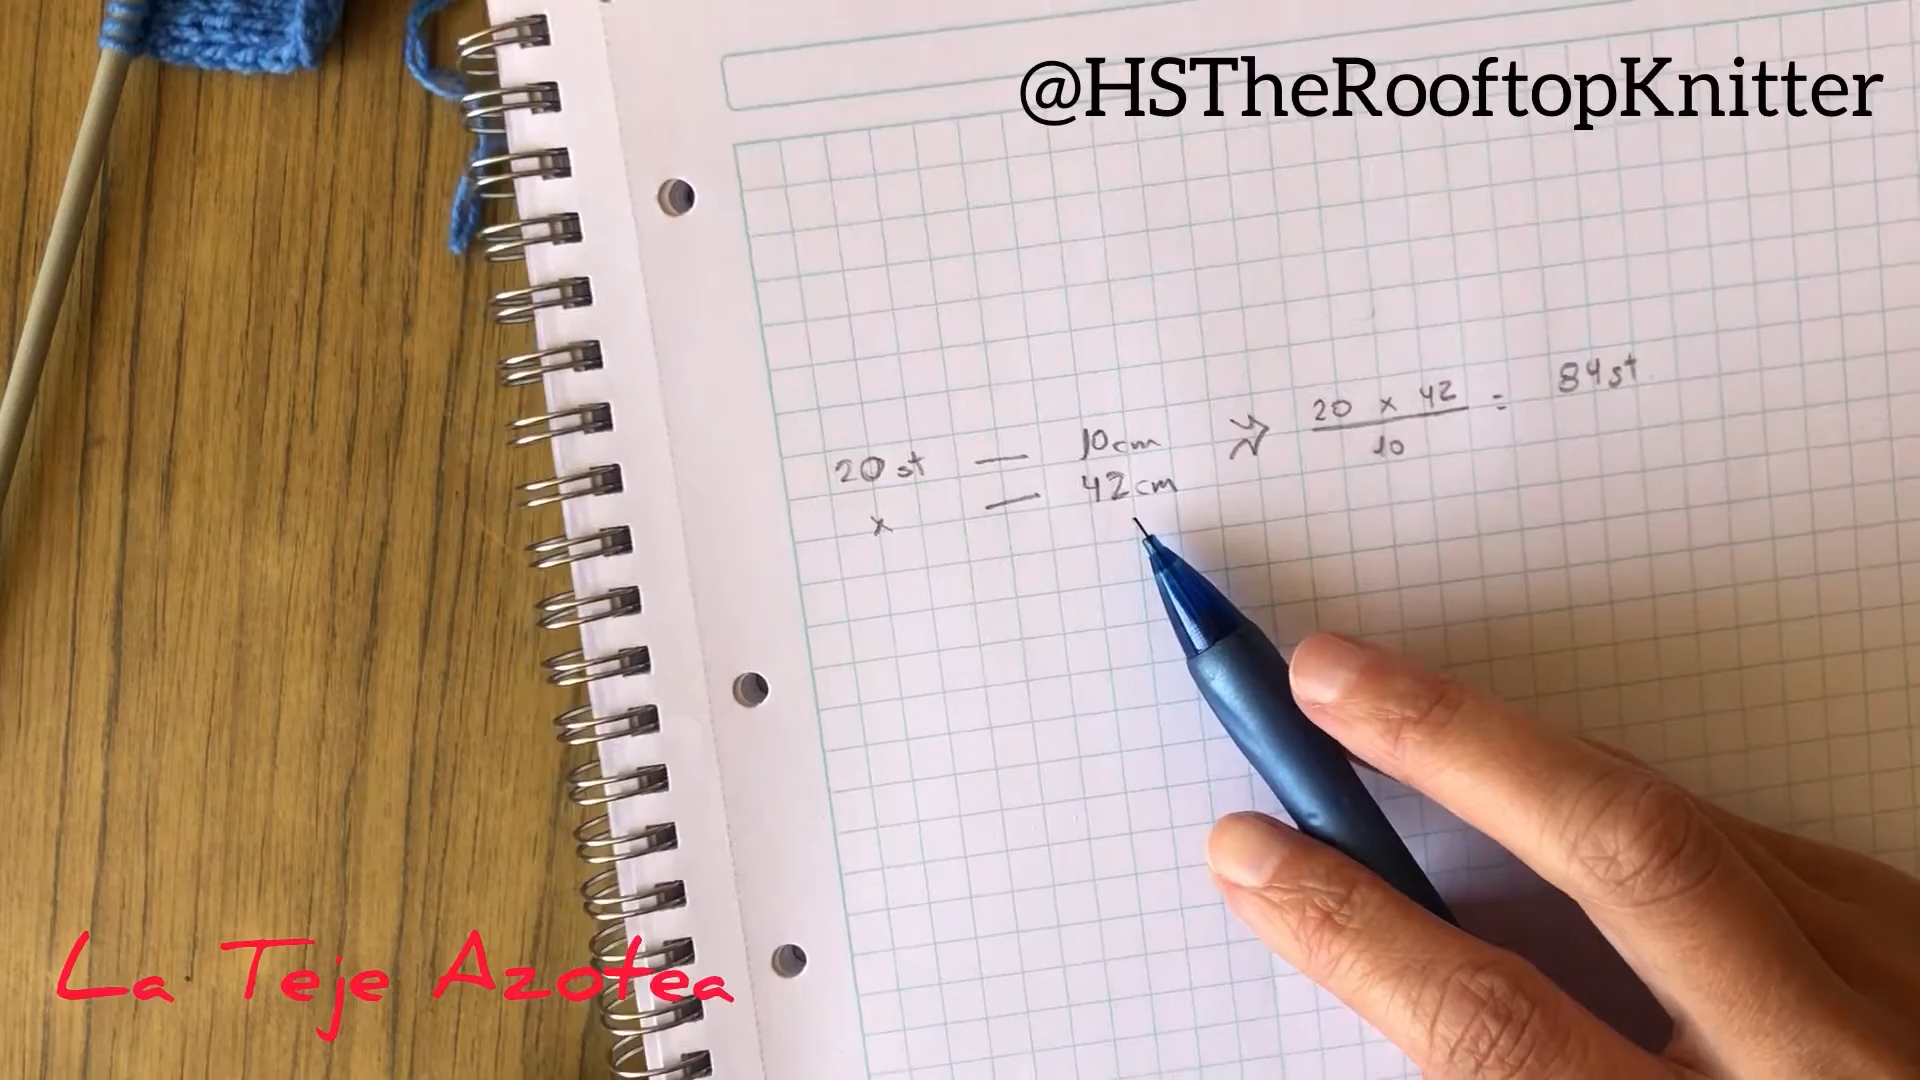 @HSTheRooftopKnitter
20 st — 10cm ⇒ 20 x 42 / 10 = 84st
x — 42cm
La Teje Azotea